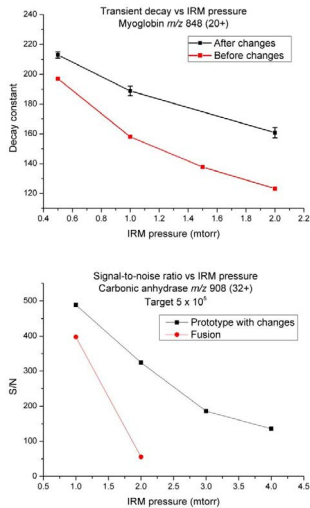 Transient decay vs IRM pressure
Myoglobin m/z 848 (20+)
After changes
Before changes
Decay constant
240
220
200
180
160
140
120
0.4 0.6 0.8 1.0 1.2 1.4 1.6 1.8 2.0 2.2
IRM pressure (mtorr)
Signal-to-noise ratio vs IRM pressure
Carbonic anhydrase m/z 908 (32+)
Target 5 x 10⁵
Prototype with changes
Fusion
S/N
500
400
300
200
100
0
0.5 1.0 1.5 2.0 2.5 3.0 3.5 4.0 4.5
IRM pressure (mtorr)